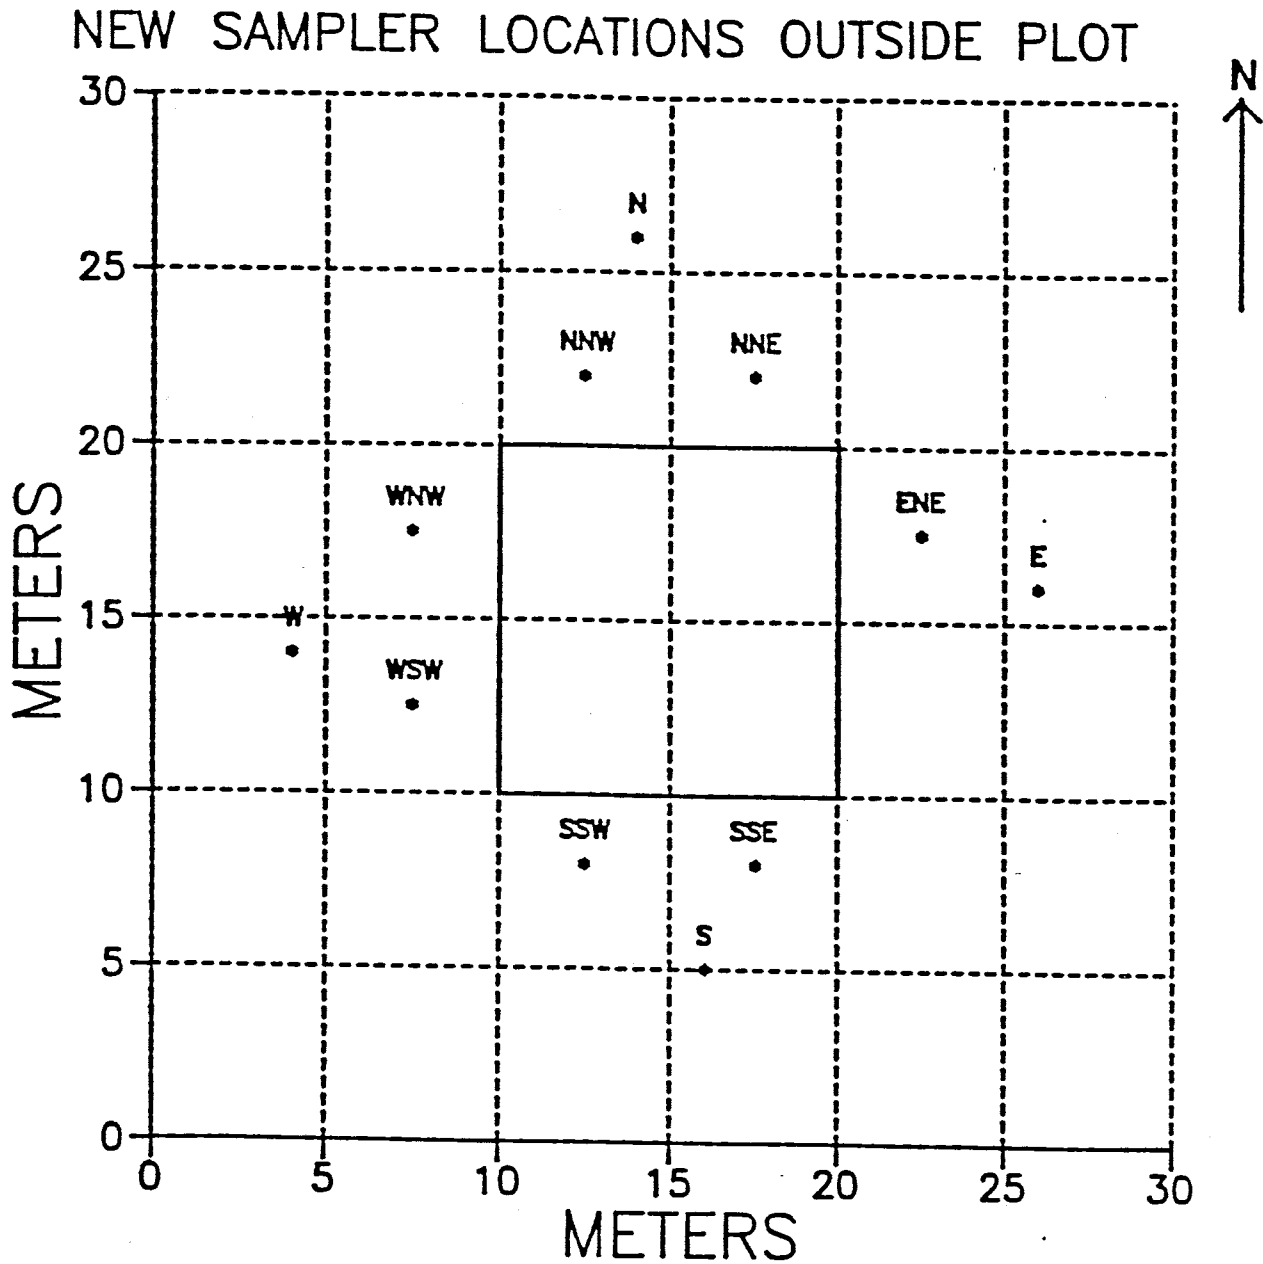 NEW SAMPLER LOCATIONS OUTSIDE PLOT
N
30
N
25
NNW NNE
20
WNW
ENE
E
METERS
15
W
WSW
10
SSW SSE
S
5
0
0 5 10 15 20 25 30
METERS